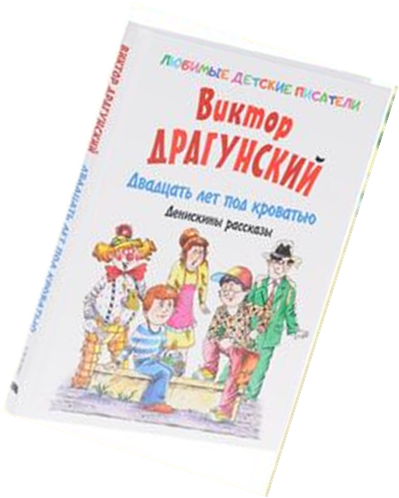 ЛЮБИМЫЕ ДЕТСКИЕ ПИСАТЕЛИ
Виктор
ДРАГУНСКИЙ
Двадцать лет под кроватью
Денискины рассказы
ВИКТОР ДРАГУНСКИЙ ДВАДЦАТЬ ЛЕТ ПОД КРОВАТЬЮ